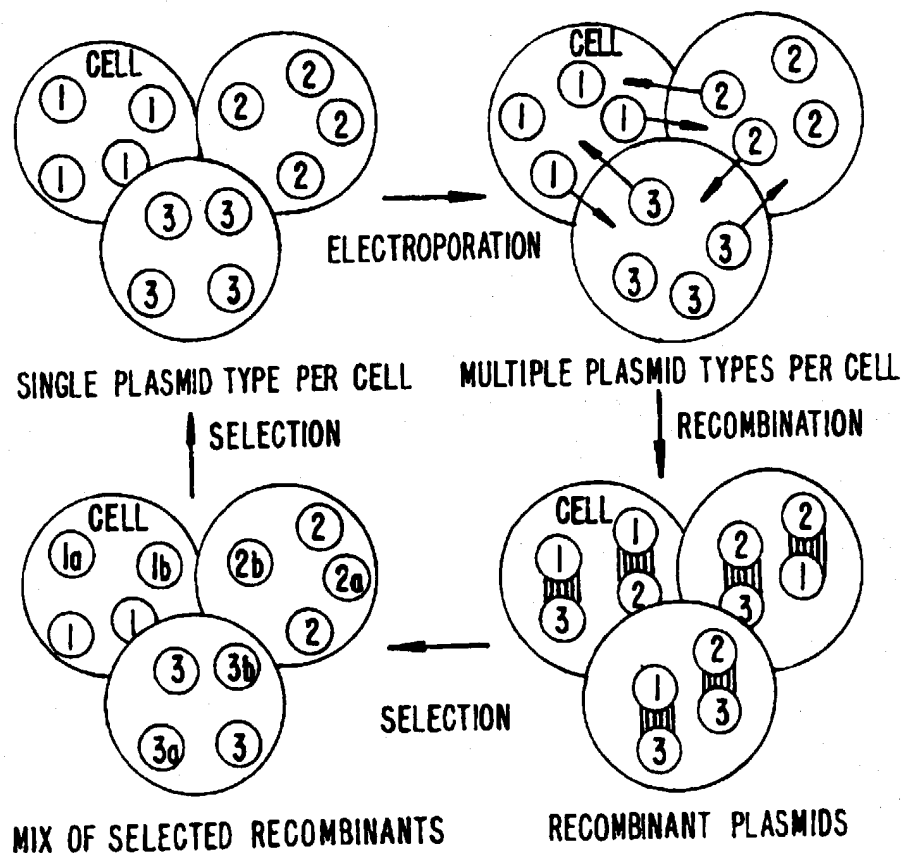 CELL
1 1 1 1
2 2 2 2
3 3 3 3
SINGLE PLASMID TYPE PER CELL
ELECTROPORATION
CELL
1 1 1 1
2 2 2 2
3 3 3 3
MULTIPLE PLASMID TYPES PER CELL
RECOMBINATION
CELL
1 3
1 2
2 3
2 1
1 3
2 3
RECOMBINANT PLASMIDS
SELECTION
CELL
1a 1b 1 1
2 2b 2a 2
3 3b 3a 3
MIX OF SELECTED RECOMBINANTS
SELECTION